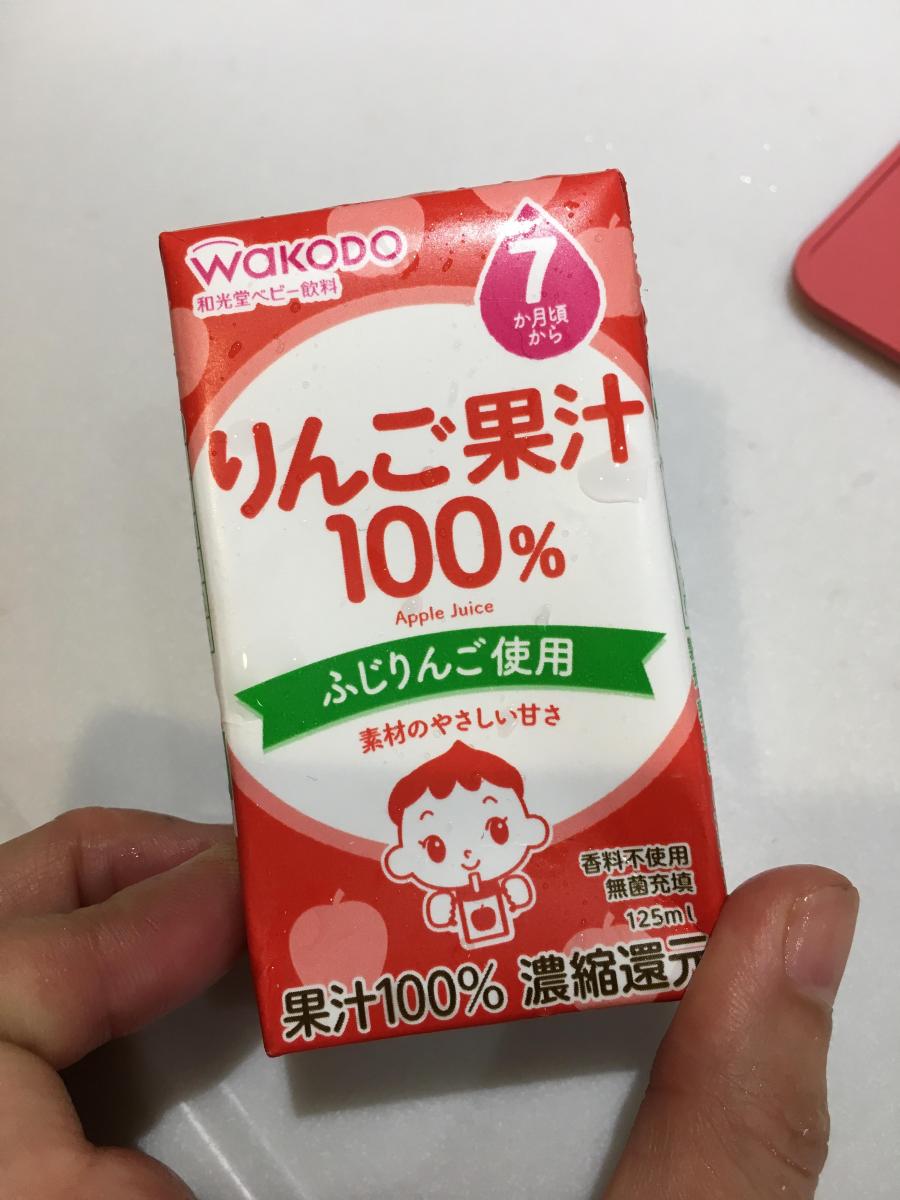 WaKODO
和光堂ベビー飲料
7
か月頃
から
りんご果汁
100%
Apple Juice
ふじりんご使用
素材のやさしい甘さ
香料不使用
無菌充填
125ml
果汁100% 濃縮還元